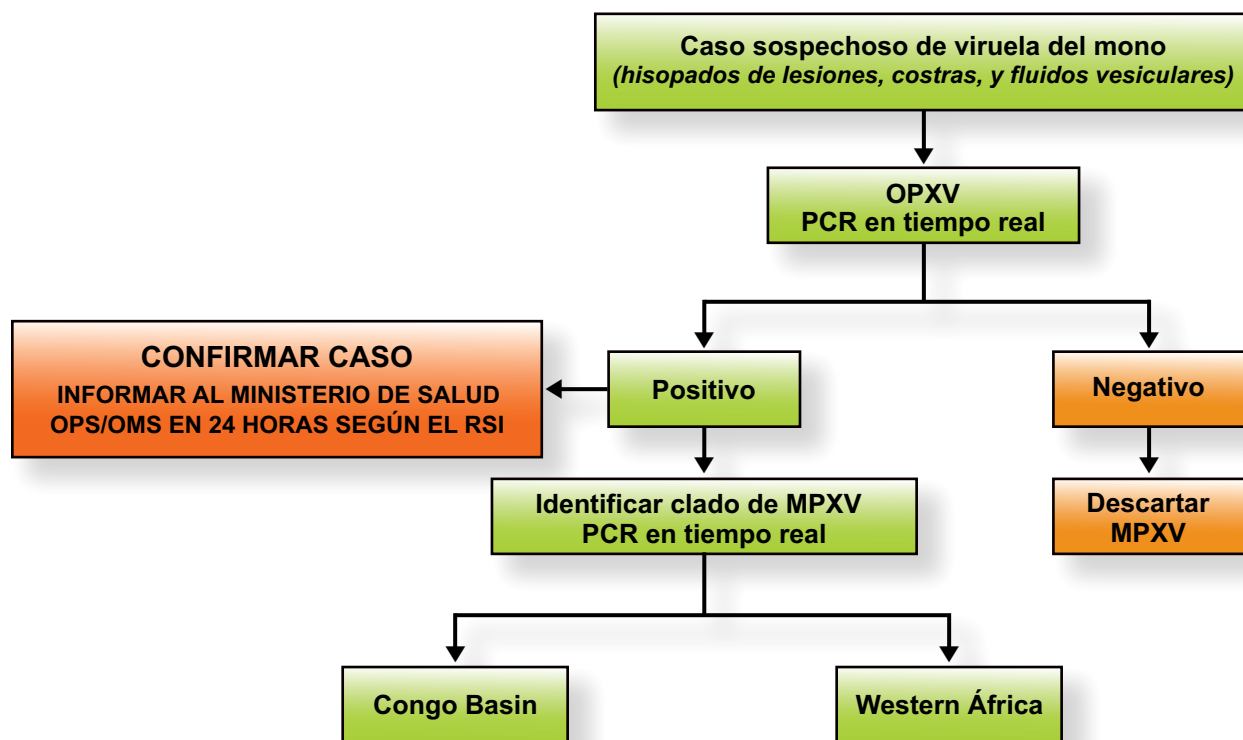 Caso sospechoso de viruela del mono
(hisopados de lesiones, costras, y fluidos vesiculares)
OPXV
PCR en tiempo real
CONFIRMAR CASO
INFORMAR AL MINISTERIO DE SALUD
OPS/OMS EN 24 HORAS SEGÚN EL RSI
Positivo
Negativo
Identificar clado de MPXV
PCR en tiempo real
Descartar
MPXV
Congo Basin
Western África